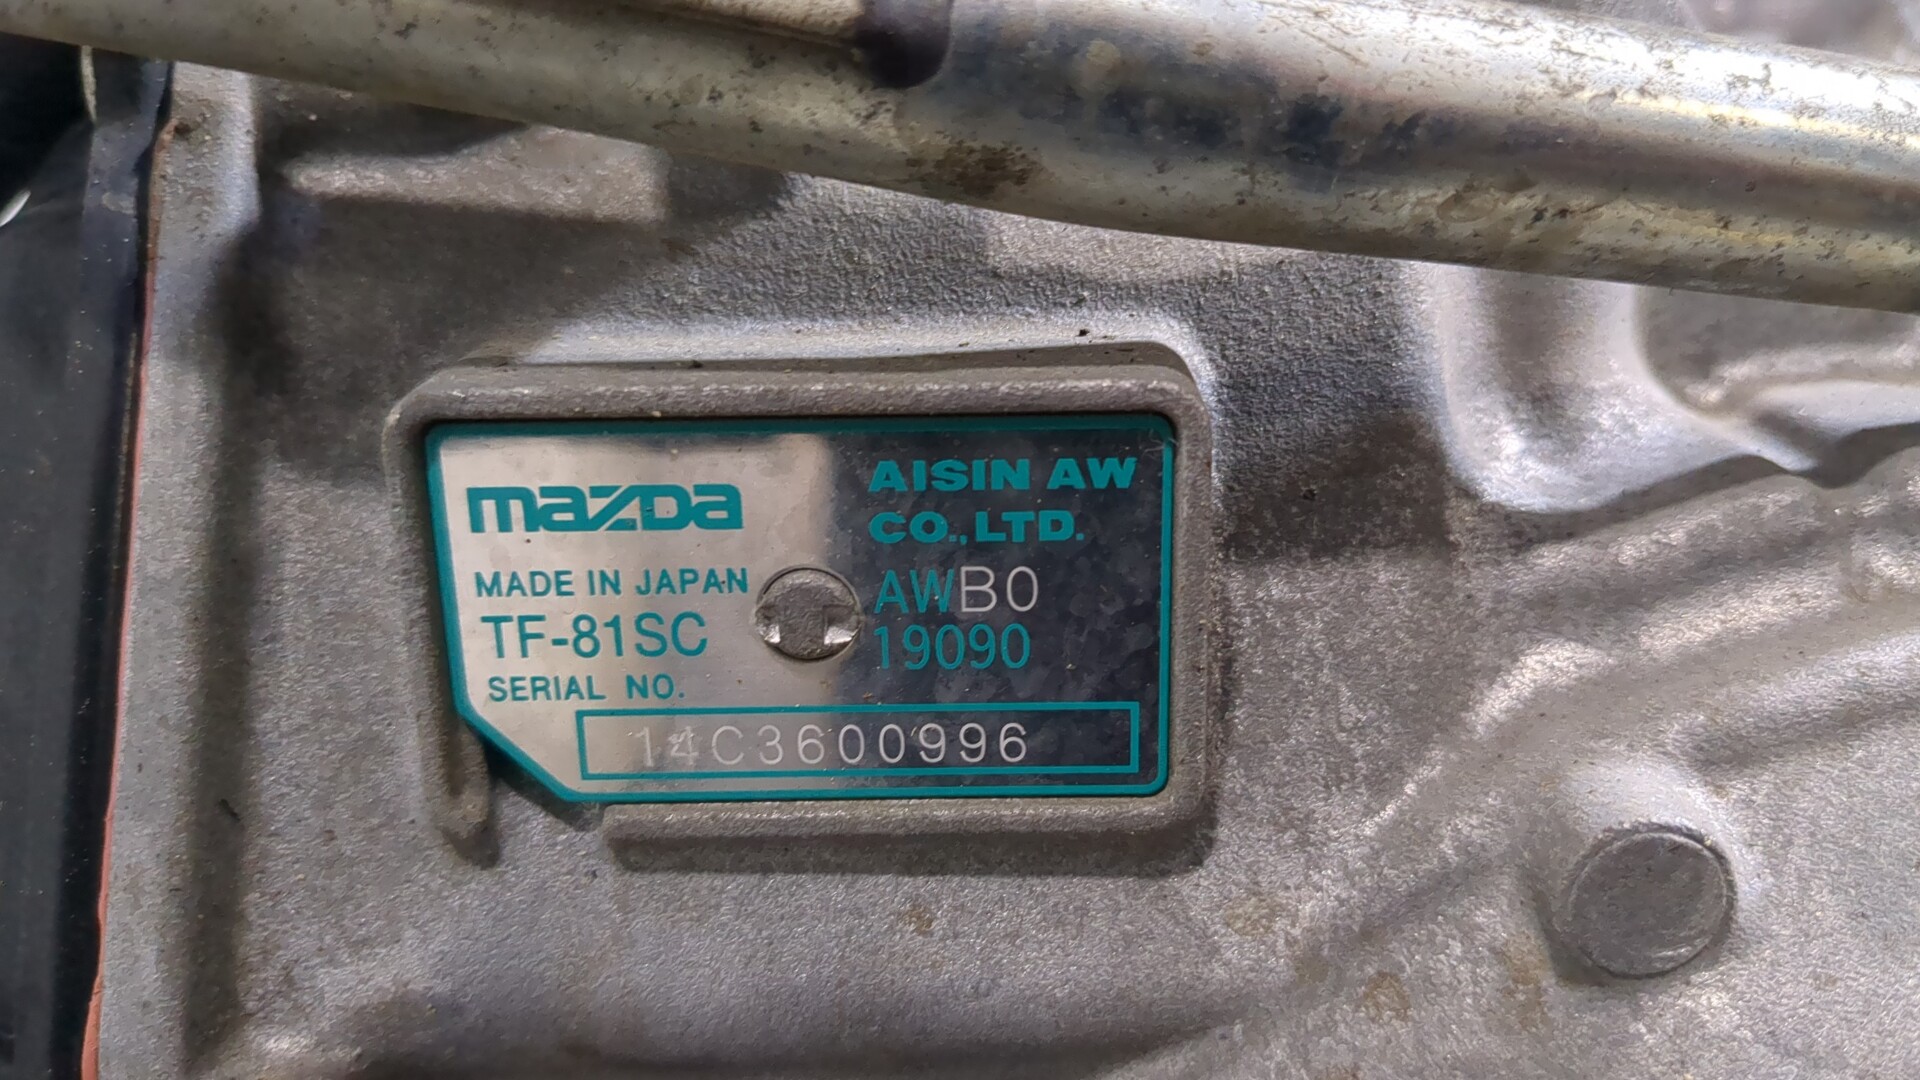 mazda
MADE IN JAPAN
TF-81SC
SERIAL NO.
AISIN AW
CO., LTD.
AWB0
19090
14C3600996